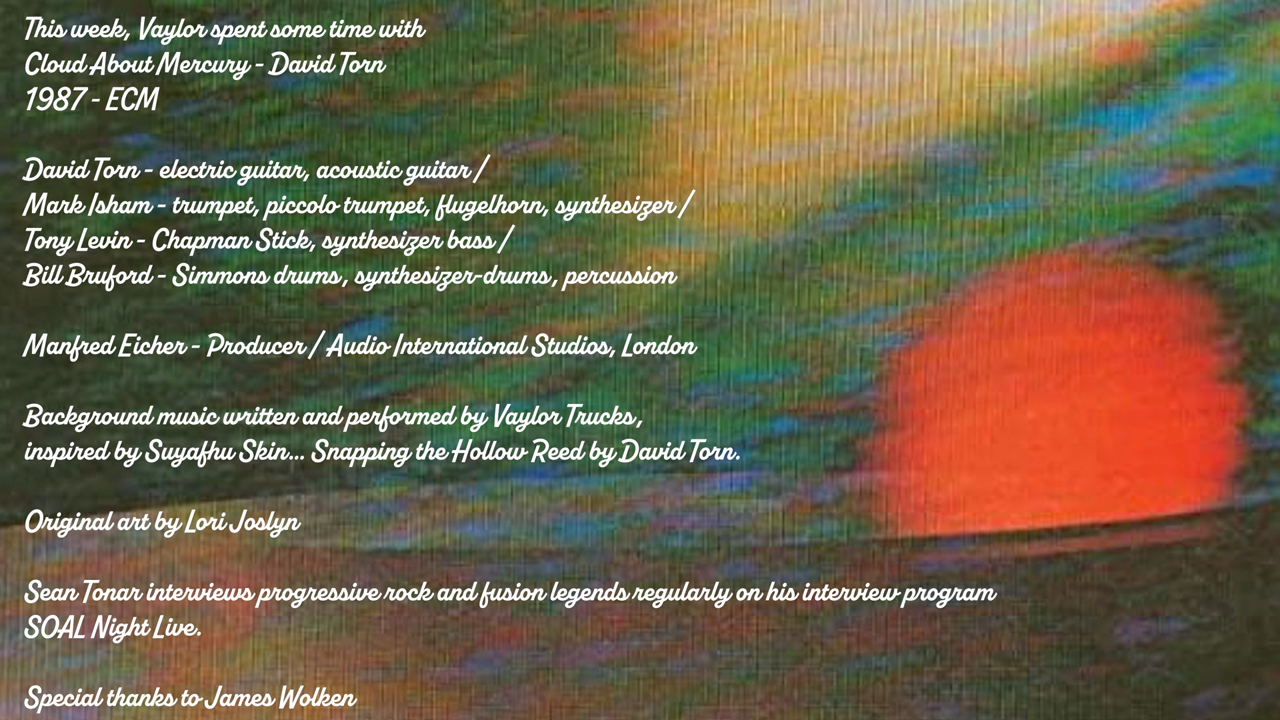 This week, Vaylor spent some time with
Cloud About Mercury - David Torn
1987 - ECM
David Torn - electric guitar, acoustic guitar /
Mark Isham - trumpet, piccolo trumpet, flugelhorn, synthesizer /
Tony Levin - Chapman Stick, synthesizer bass /
Bill Bruford - Simmons drums, synthesizer-drums, percussion
Manfred Eicher - Producer / Audio International Studios, London
Background music written and performed by Vaylor Trucks,
inspired by Suyafhu Skin... Snapping the Hollow Reed by David Torn.
Original art by Lori Joslyn
Sean Tonar interviews progressive rock and fusion legends regularly on his interview program
SOAL Night Live.
Special thanks to James Wolken